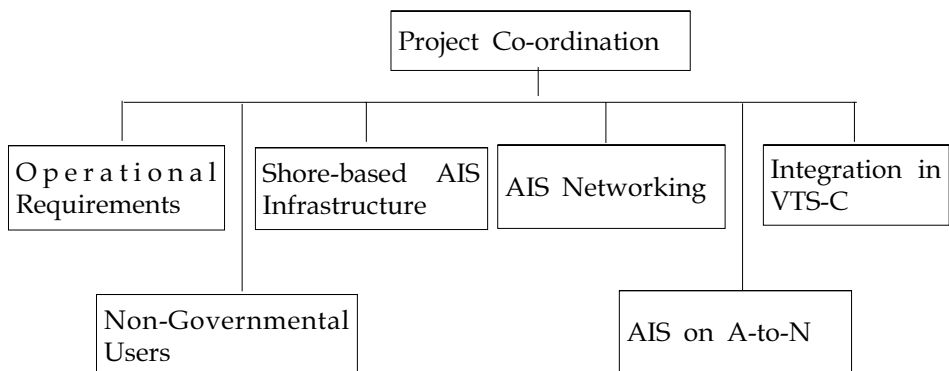 Project Co-ordination
Operational
Requirements
Shore-based AIS
Infrastructure
AIS Networking
Integration in
VTS-C
Non-Governmental
Users
AIS on A-to-N